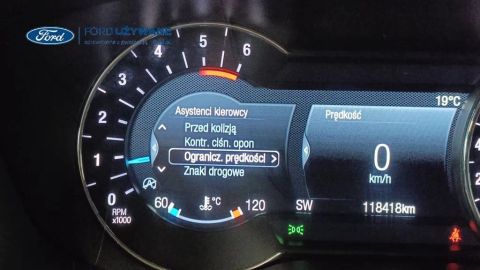 Ford
FORD UŻYWANE
5
6
4
3
2
1
0
RPM
x1000
Asystenci kierowcy
Przed kolizją
Kontr. ciśn. opon
Ogranicz. prędkości
Znaki drogowe
60
°C
120
19°C
Prędkość
0
km/h
SW
118418km